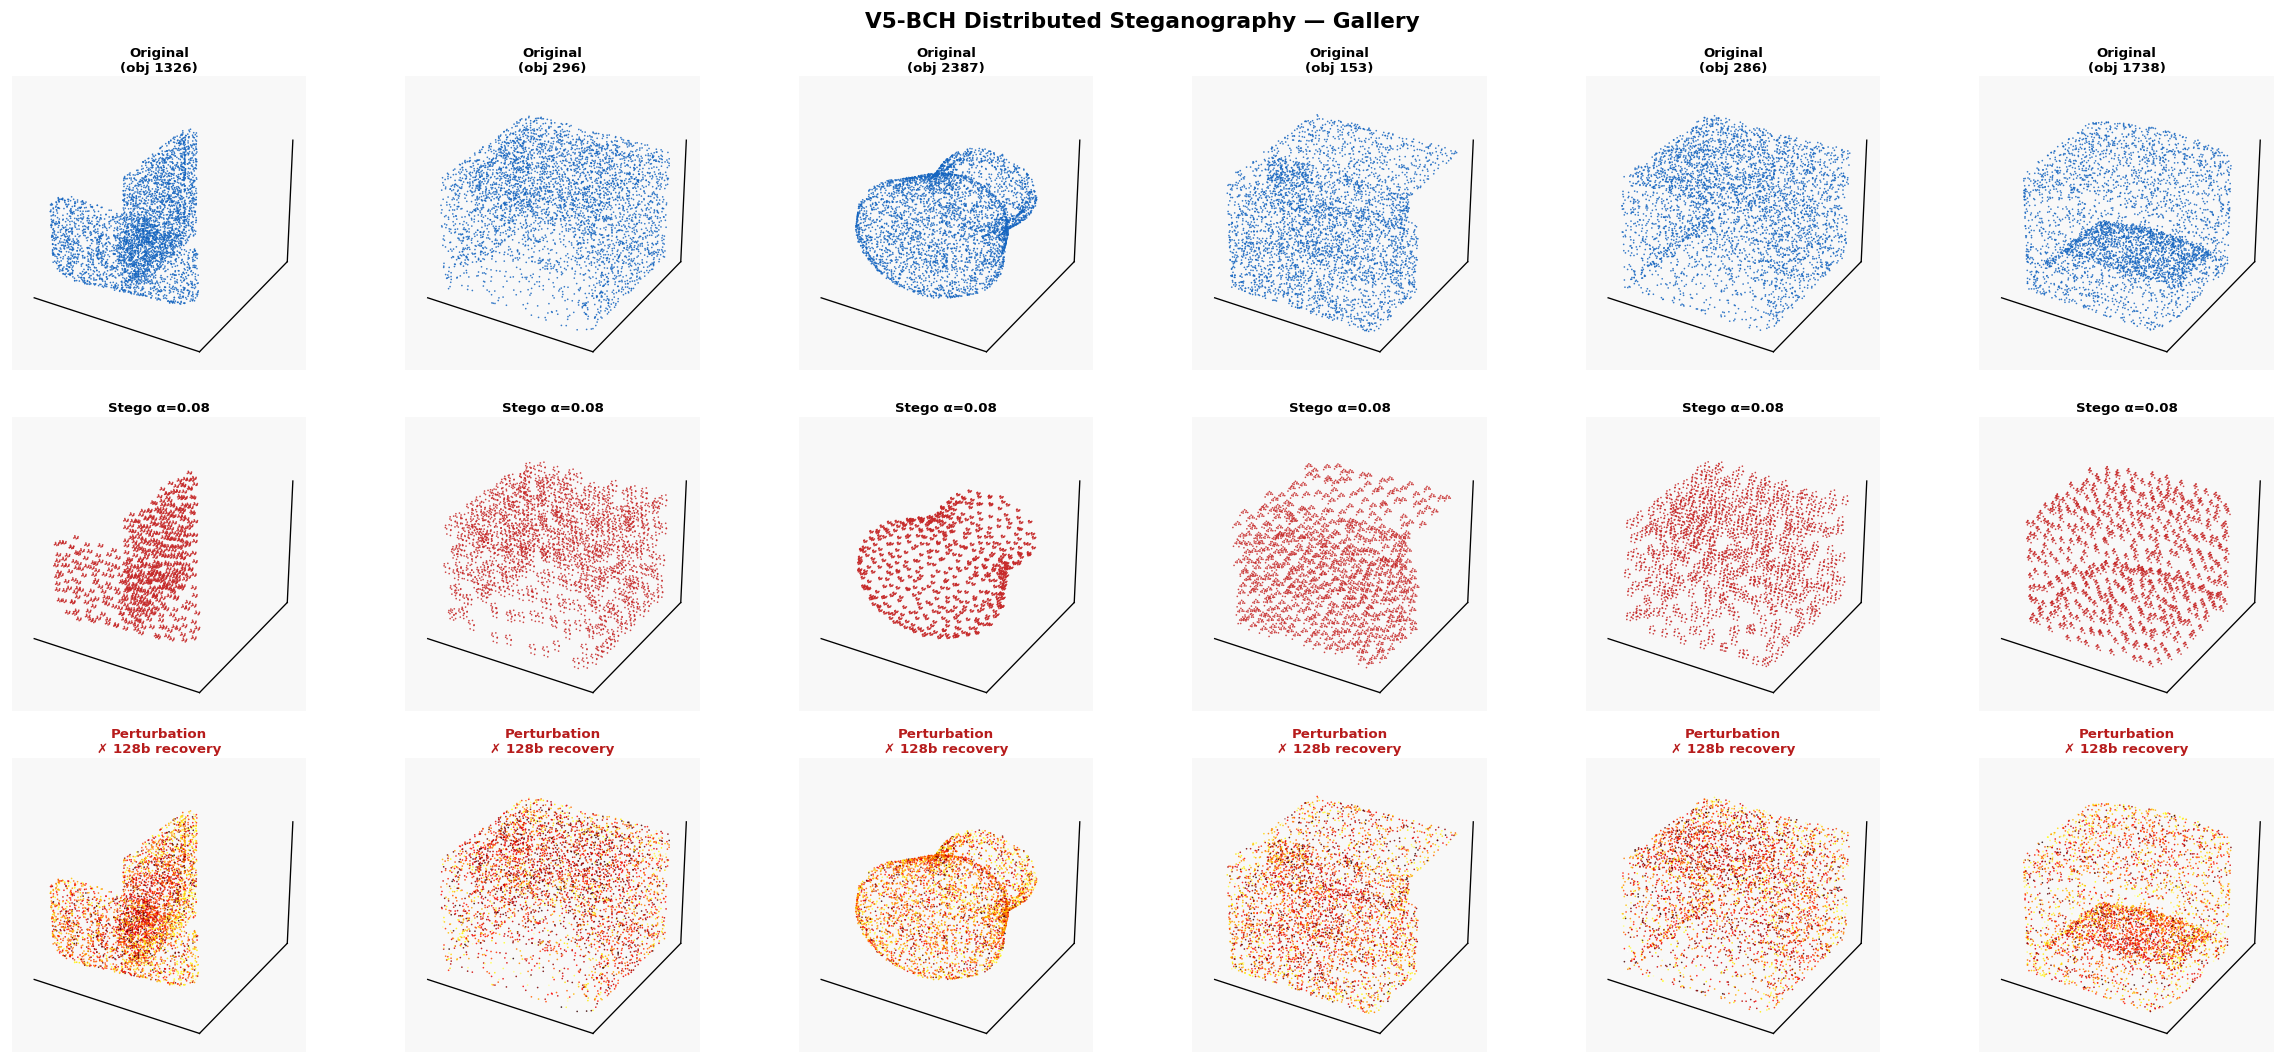 V5-BCH Distributed Steganography — Gallery
Original
(obj 1326)
Original
(obj 296)
Original
(obj 2387)
Original
(obj 153)
Original
(obj 286)
Original
(obj 1738)
Stego α=0.08
Stego α=0.08
Stego α=0.08
Stego α=0.08
Stego α=0.08
Stego α=0.08
Perturbation
✗ 128b recovery
Perturbation
✗ 128b recovery
Perturbation
✗ 128b recovery
Perturbation
✗ 128b recovery
Perturbation
✗ 128b recovery
Perturbation
✗ 128b recovery